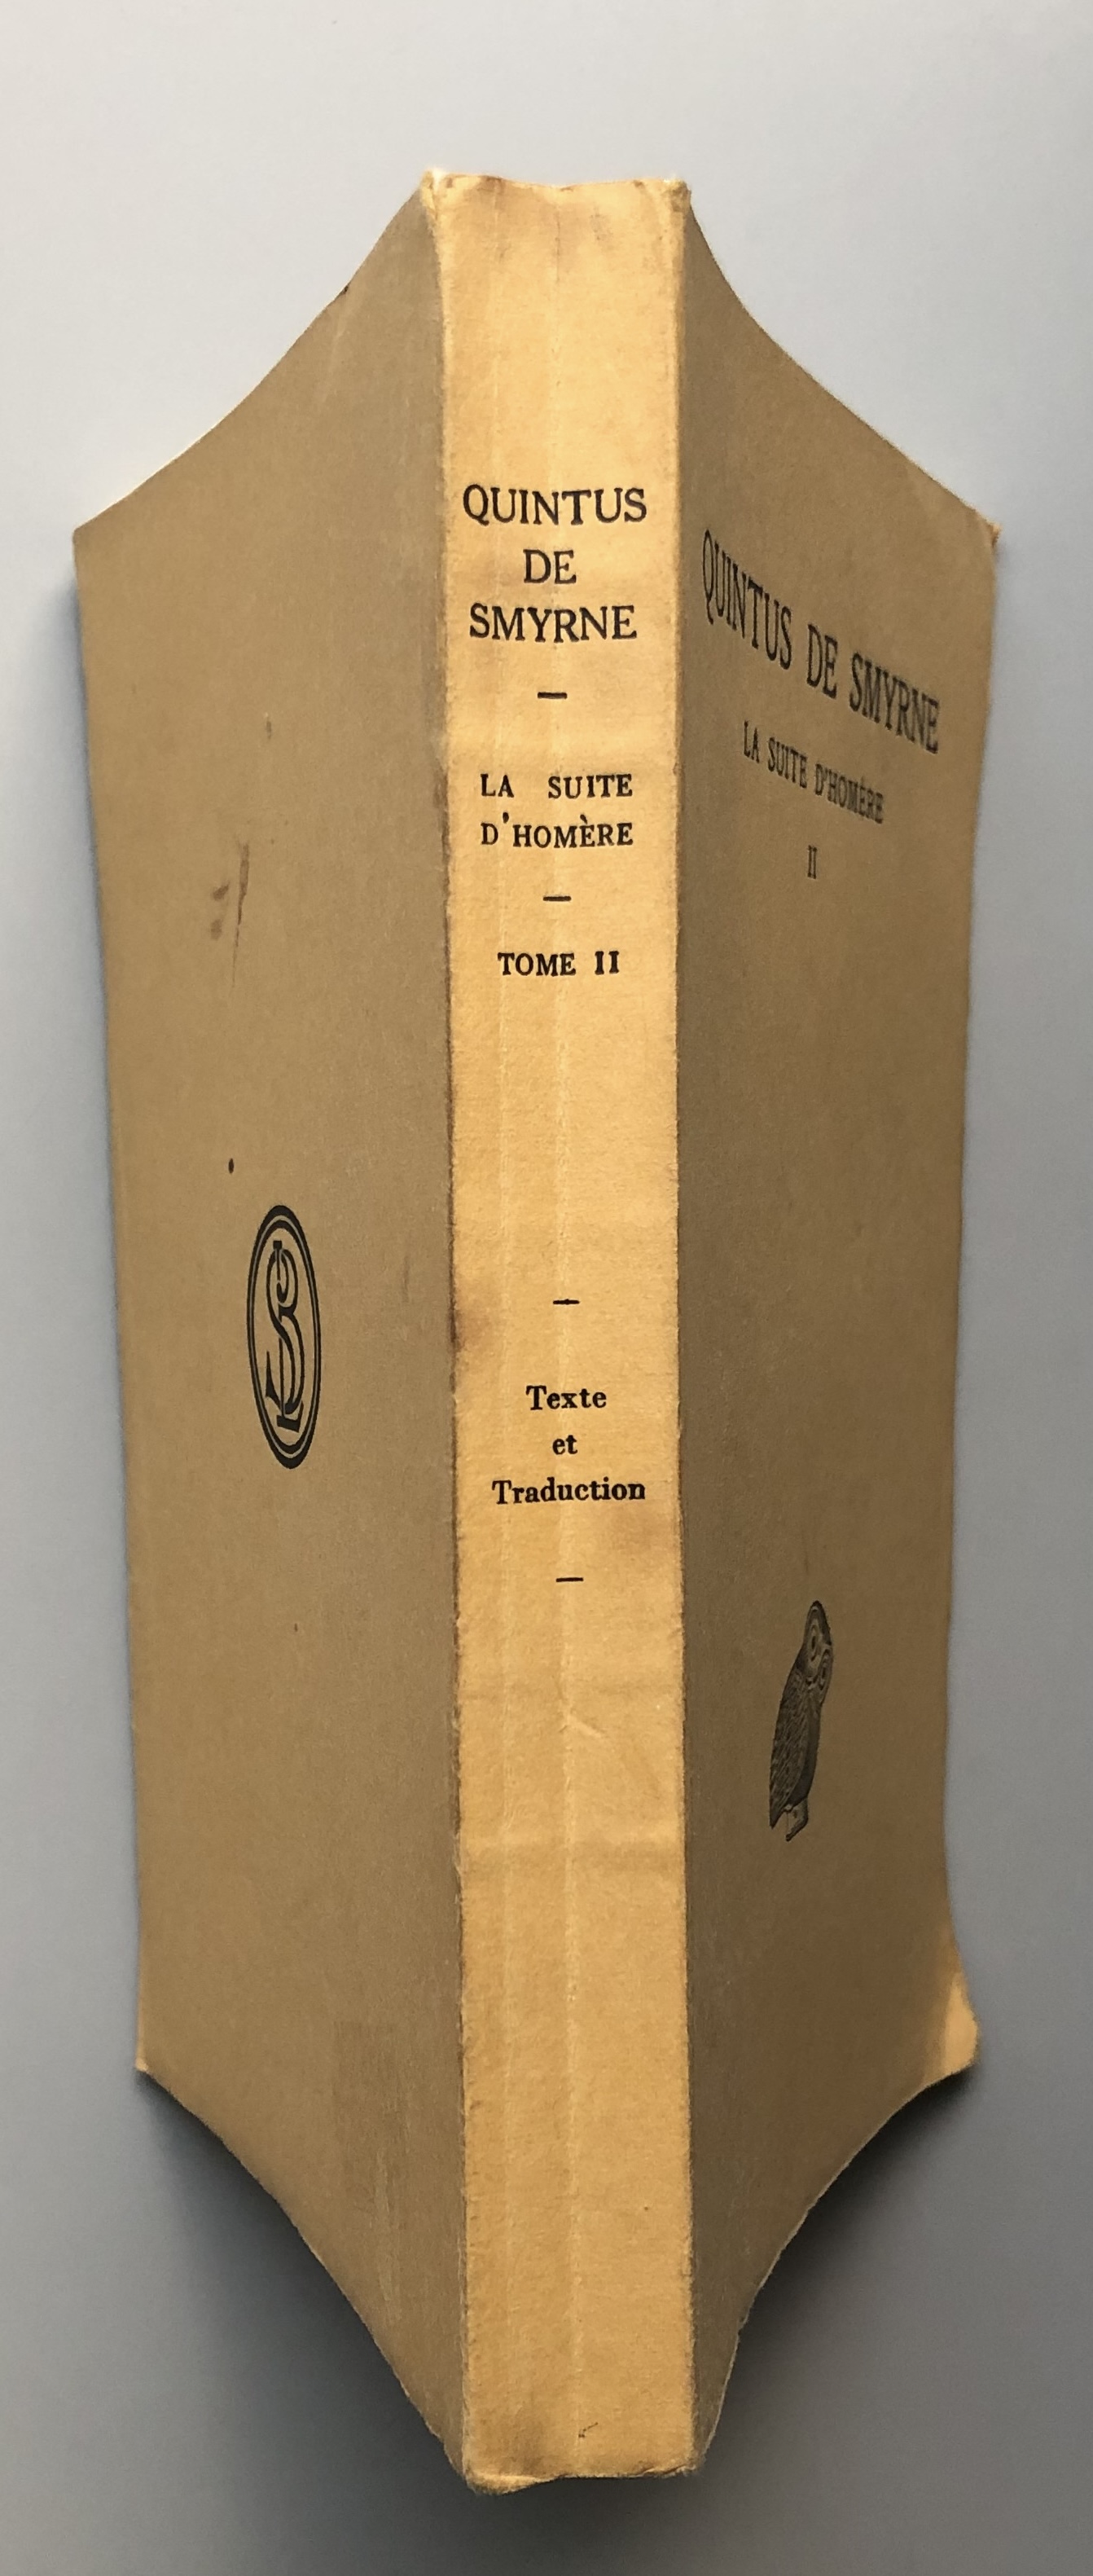 QUINTUS
DE
SMYRNE
LA SUITE
D'HOMÈRE
TOME II
Texte
et
Traduction
QUINTUS DE SMYRNE
LA SUITE D'HOMÈRE
II